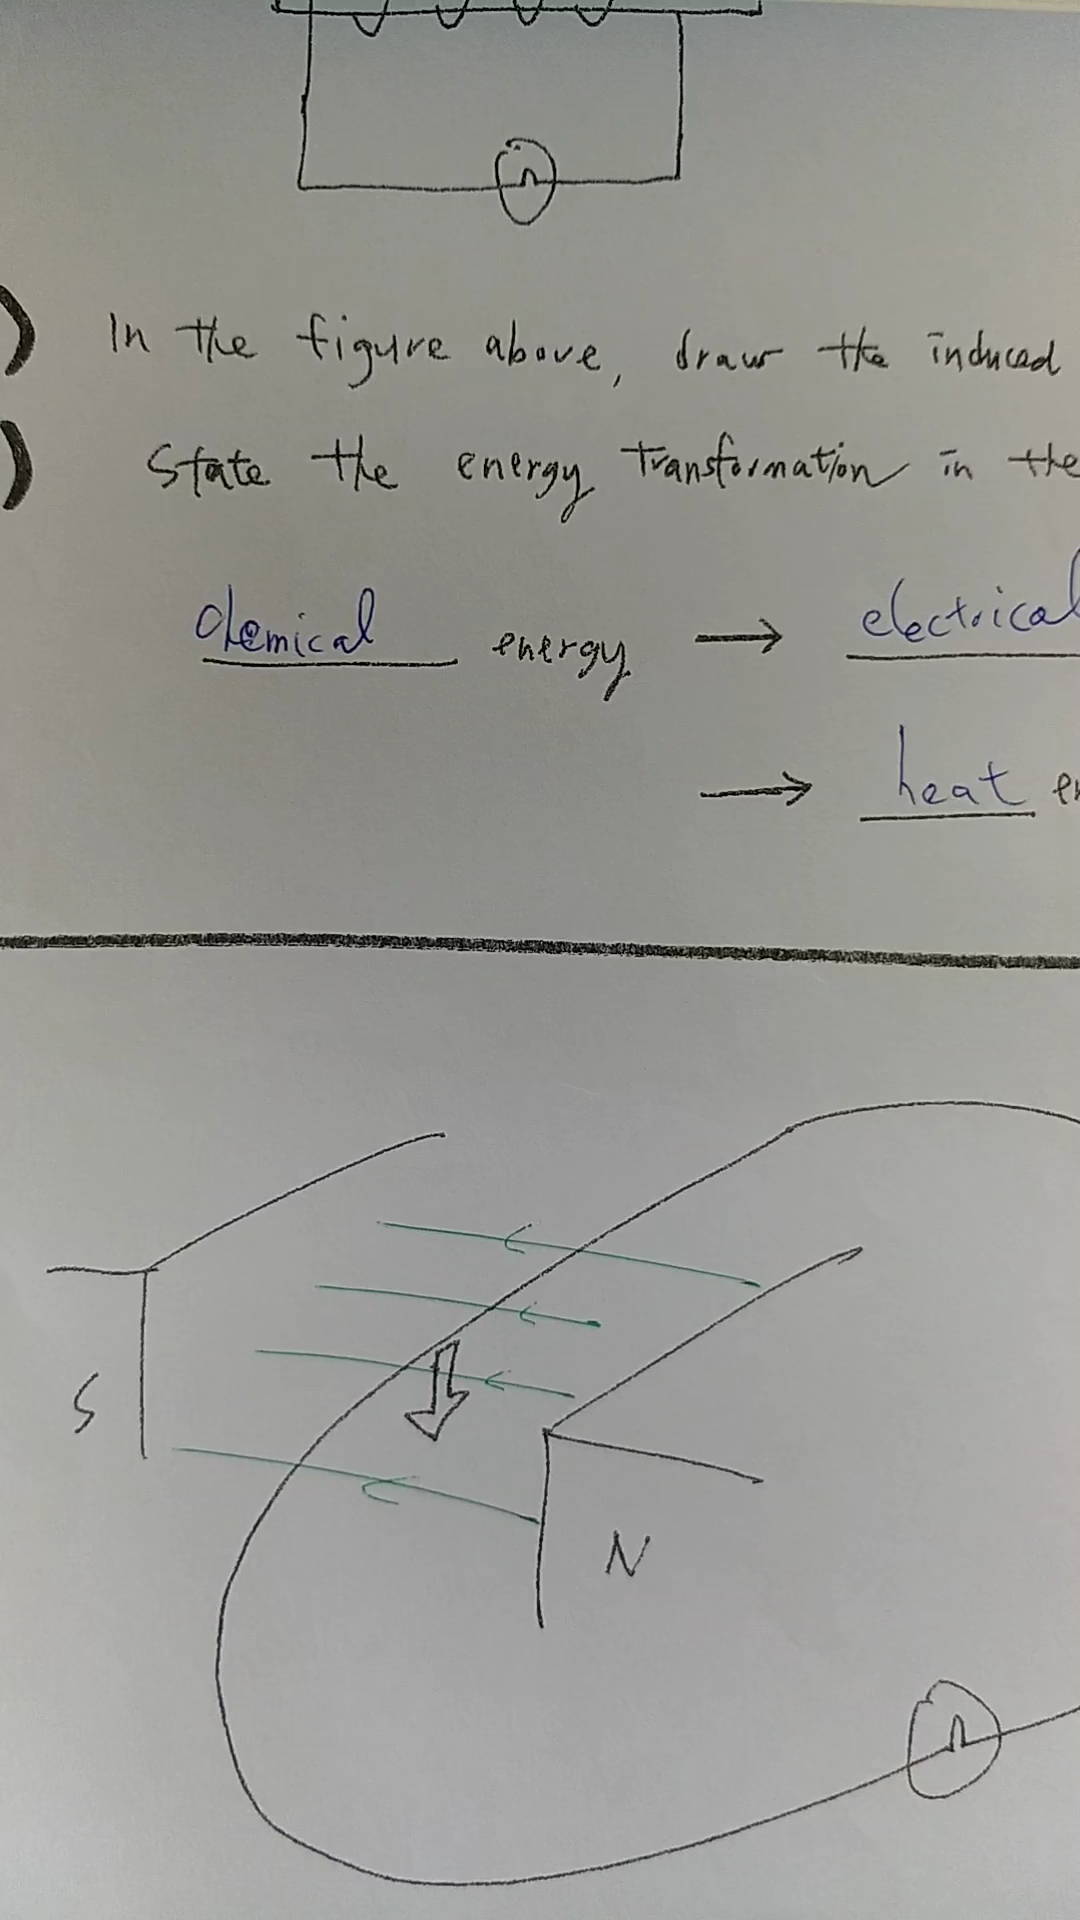 ) In the figure above, draw the induced
) State the energy transformation in the
chemical energy → electrical
→ heat
S
N